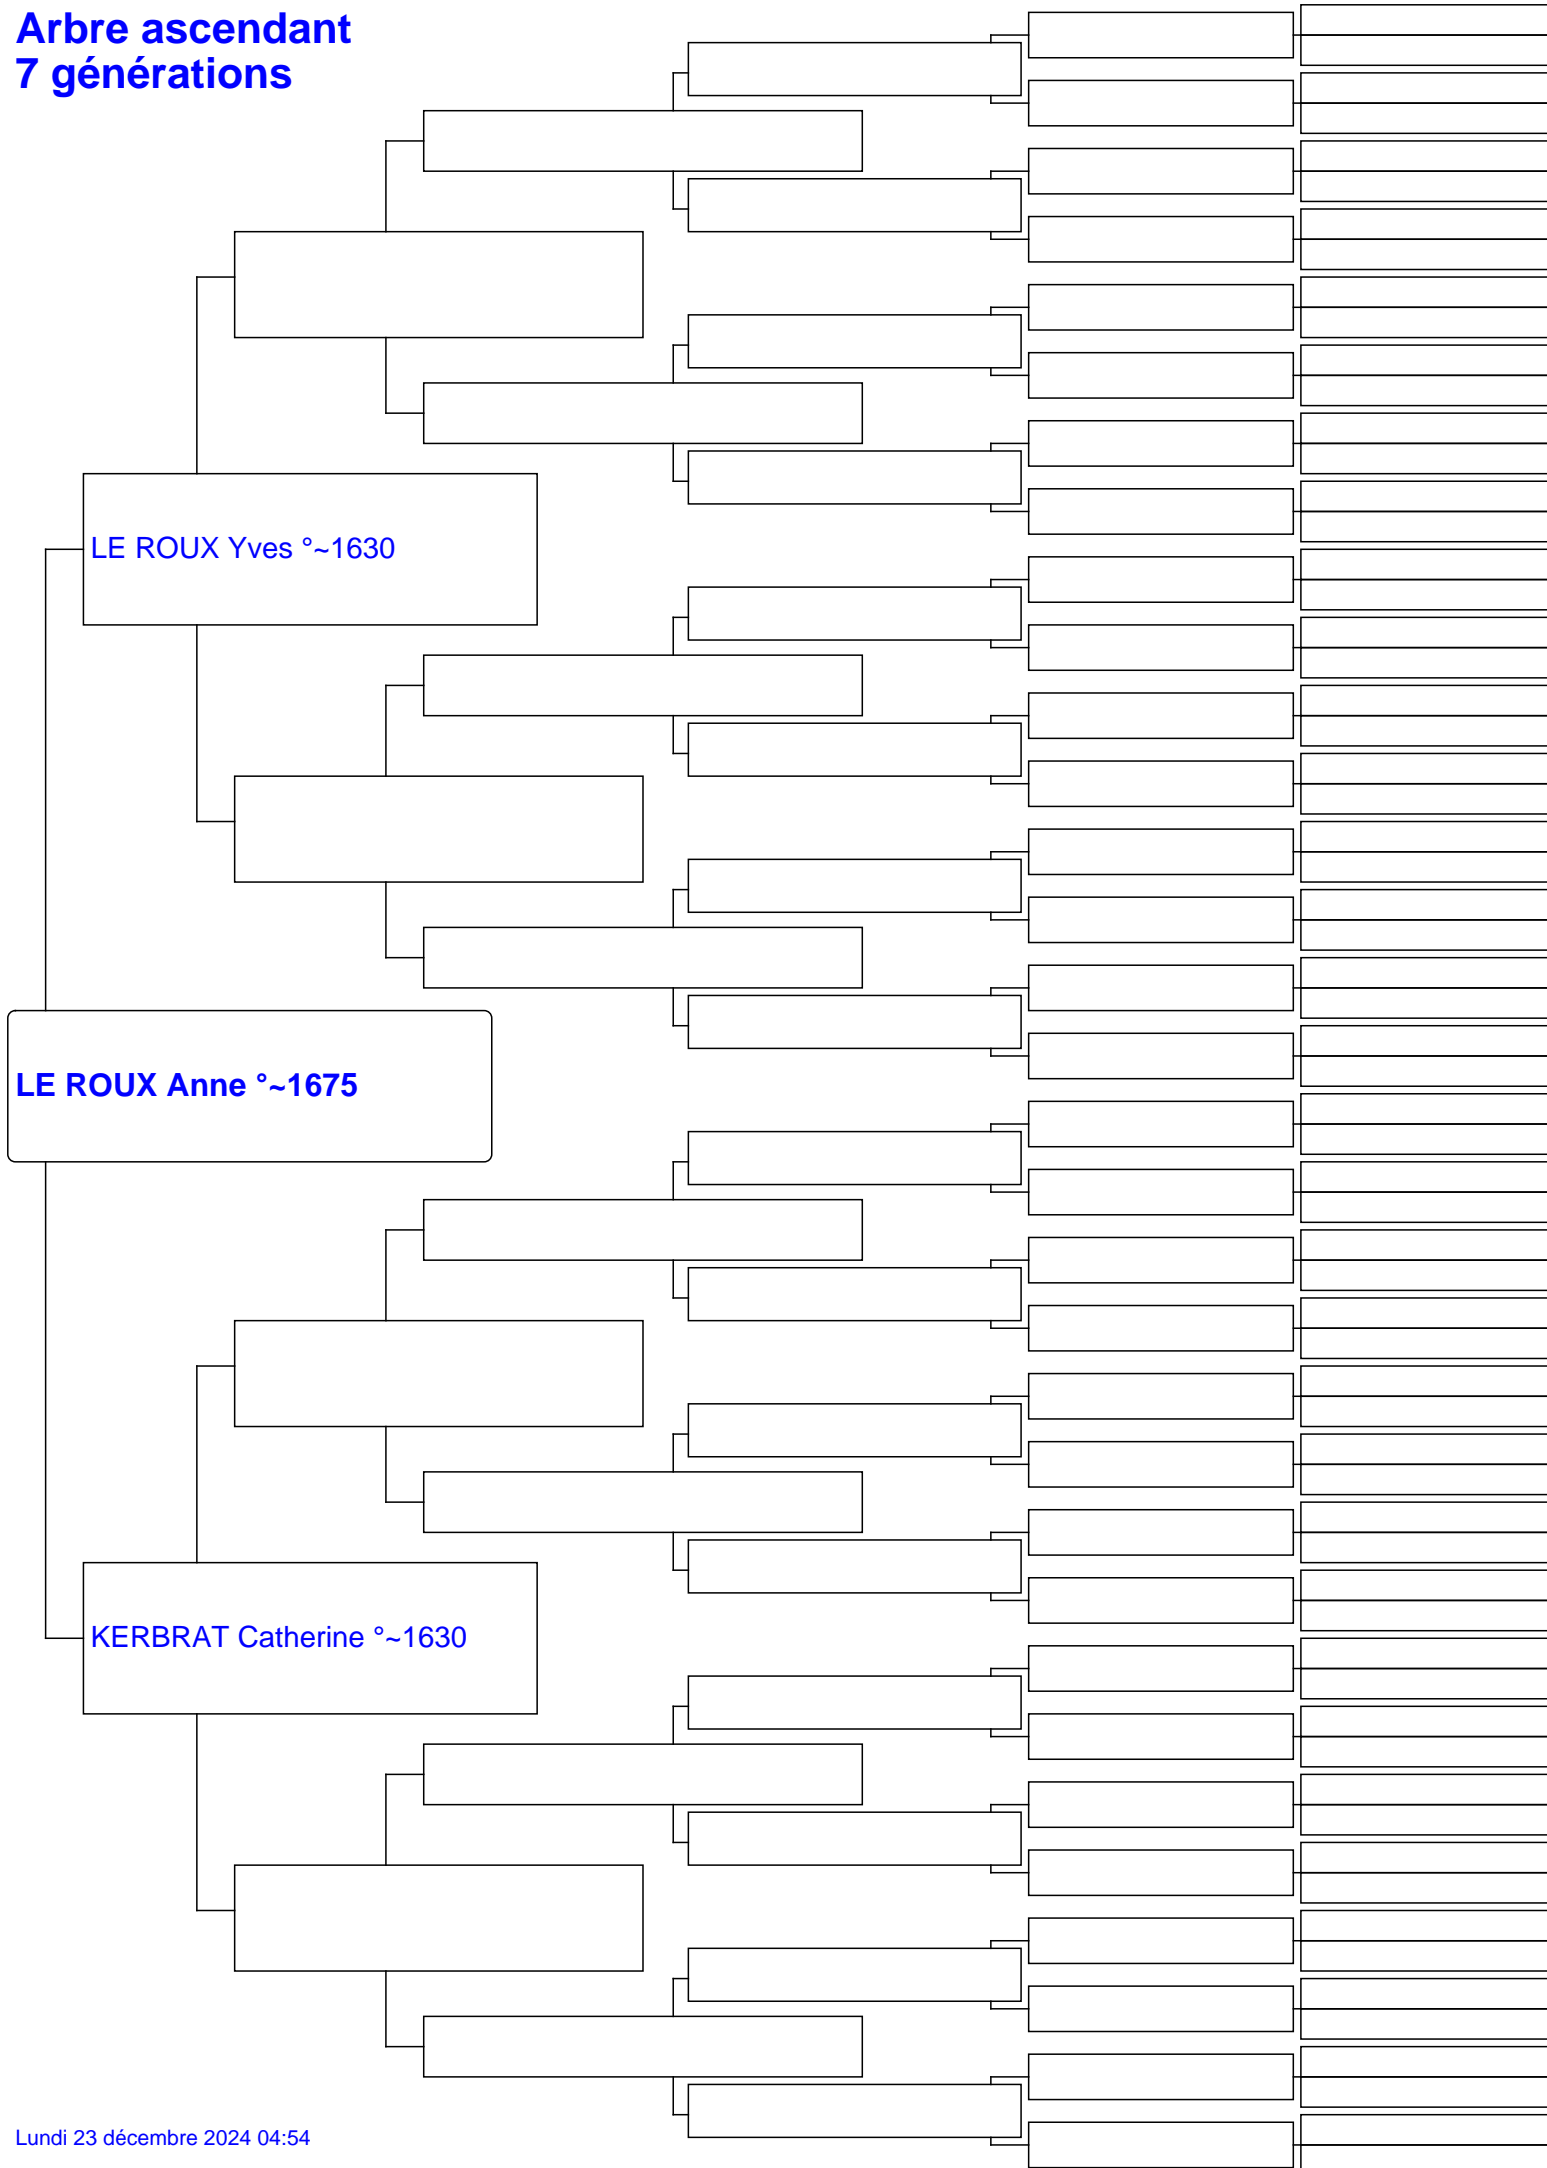 Arbre ascendant
7 générations
LE ROUX Yves °~1630
LE ROUX Anne °~1675
KERBRAT Catherine °~1630
Lundi 23 décembre 2024 04:54